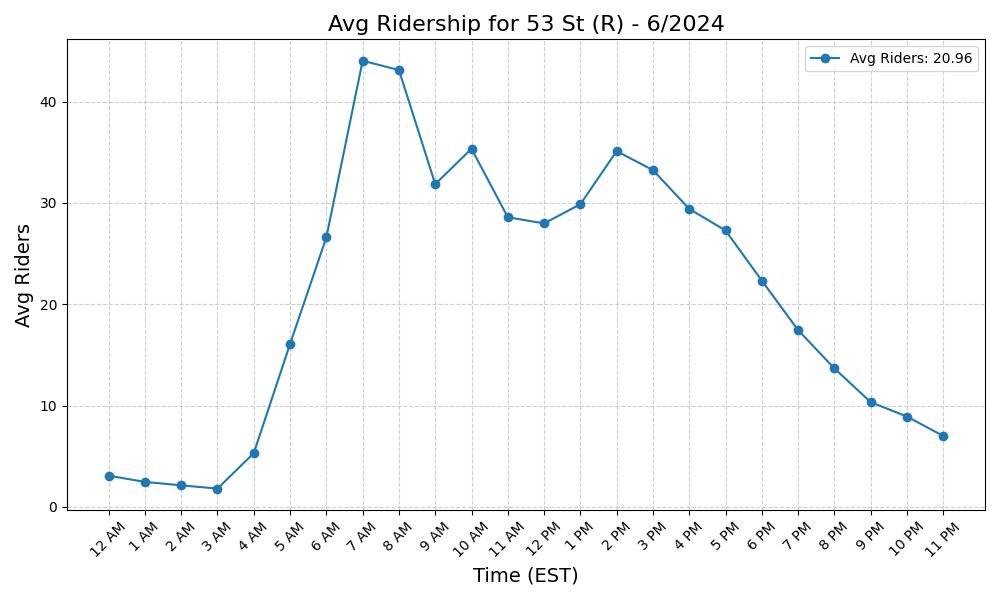 Avg Ridership for 53 St (R) - 6/2024
Avg Riders: 20.96
Avg Riders
40
30
20
10
0
12 AM
1 AM
2 AM
3 AM
4 AM
5 AM
6 AM
7 AM
8 AM
9 AM
10 AM
11 AM
12 PM
1 PM
2 PM
3 PM
4 PM
5 PM
6 PM
7 PM
8 PM
9 PM
10 PM
11 PM
Time (EST)